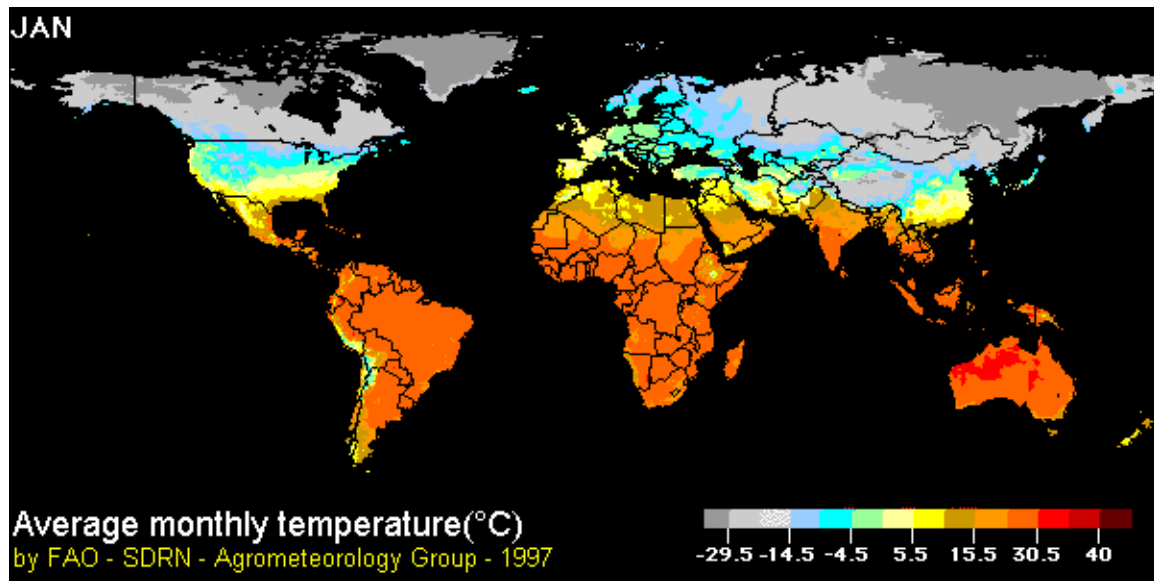 JAN
Average monthly temperature(°C)
by FAO - SDRN - Agrometeorology Group - 1997
-29.5 -14.5 -4.5 5.5 15.5 30.5 40